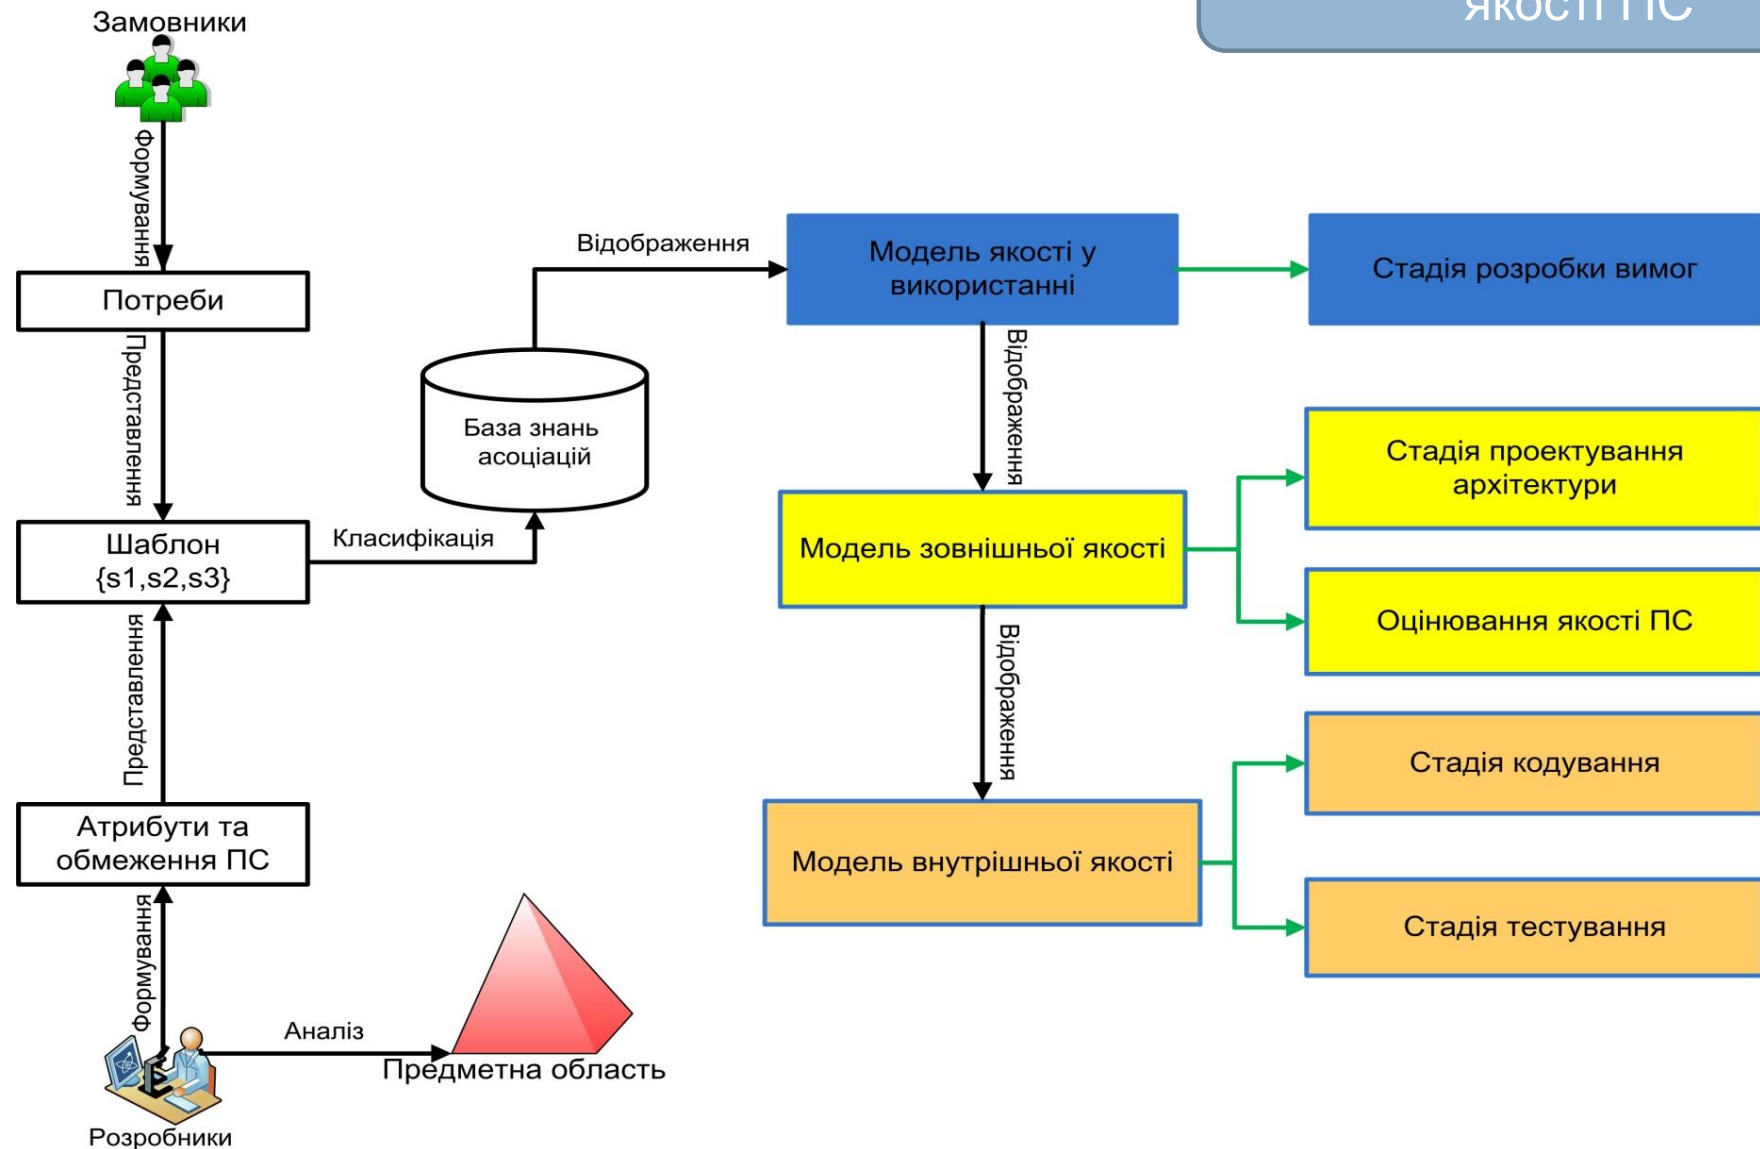 якості ПС
Замовники
Формування
Потреби
Представлення
Шаблон
{s1,s2,s3}
Класифікація
База знань
асоціацій
Відображення
Представлення
Атрибути та
обмеження ПС
Формування
Розробники
Аналіз
Предметна область
Модель якості у
використанні
Стадія розробки вимог
Відображення
Модель зовнішньої якості
Стадія проектування
архітектури
Оцінювання якості ПС
Відображення
Модель внутрішньої якості
Стадія кодування
Стадія тестування